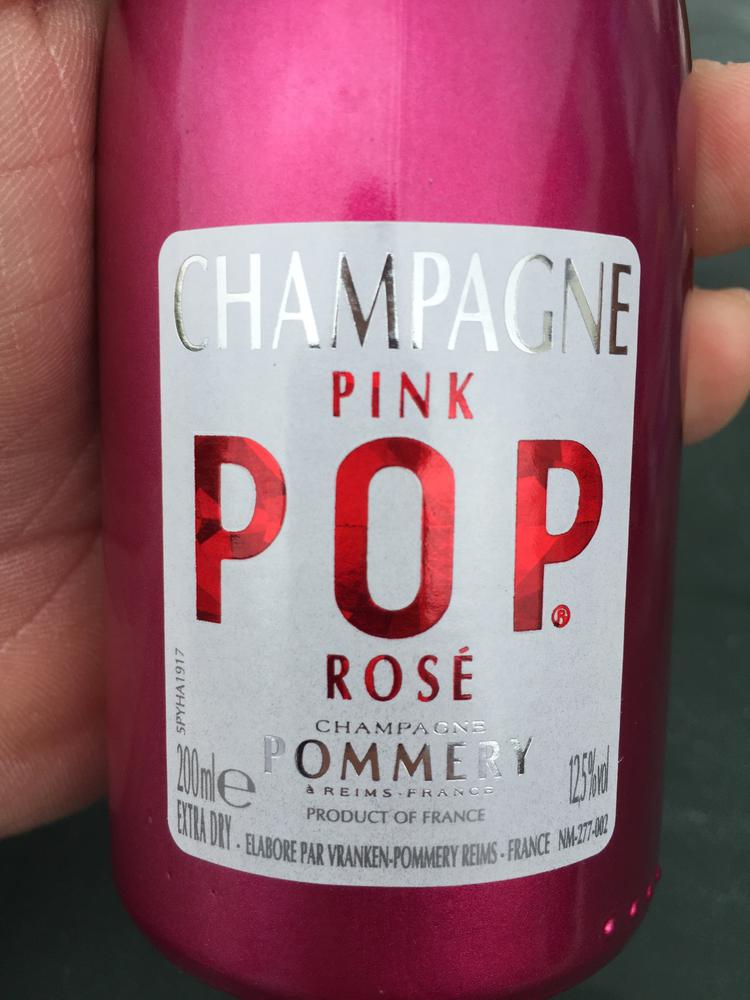 CHAMPAGNE
PINK
POP®
ROSÉ
5PYHA1917
CHAMPAGNE
POMMERY
à REIMS-FRANCE
200ml e
12,5%vol
PRODUCT OF FRANCE
EXTRA DRY · ELABORE PAR VRANKEN-POMMERY REIMS · FRANCE NM-277-002